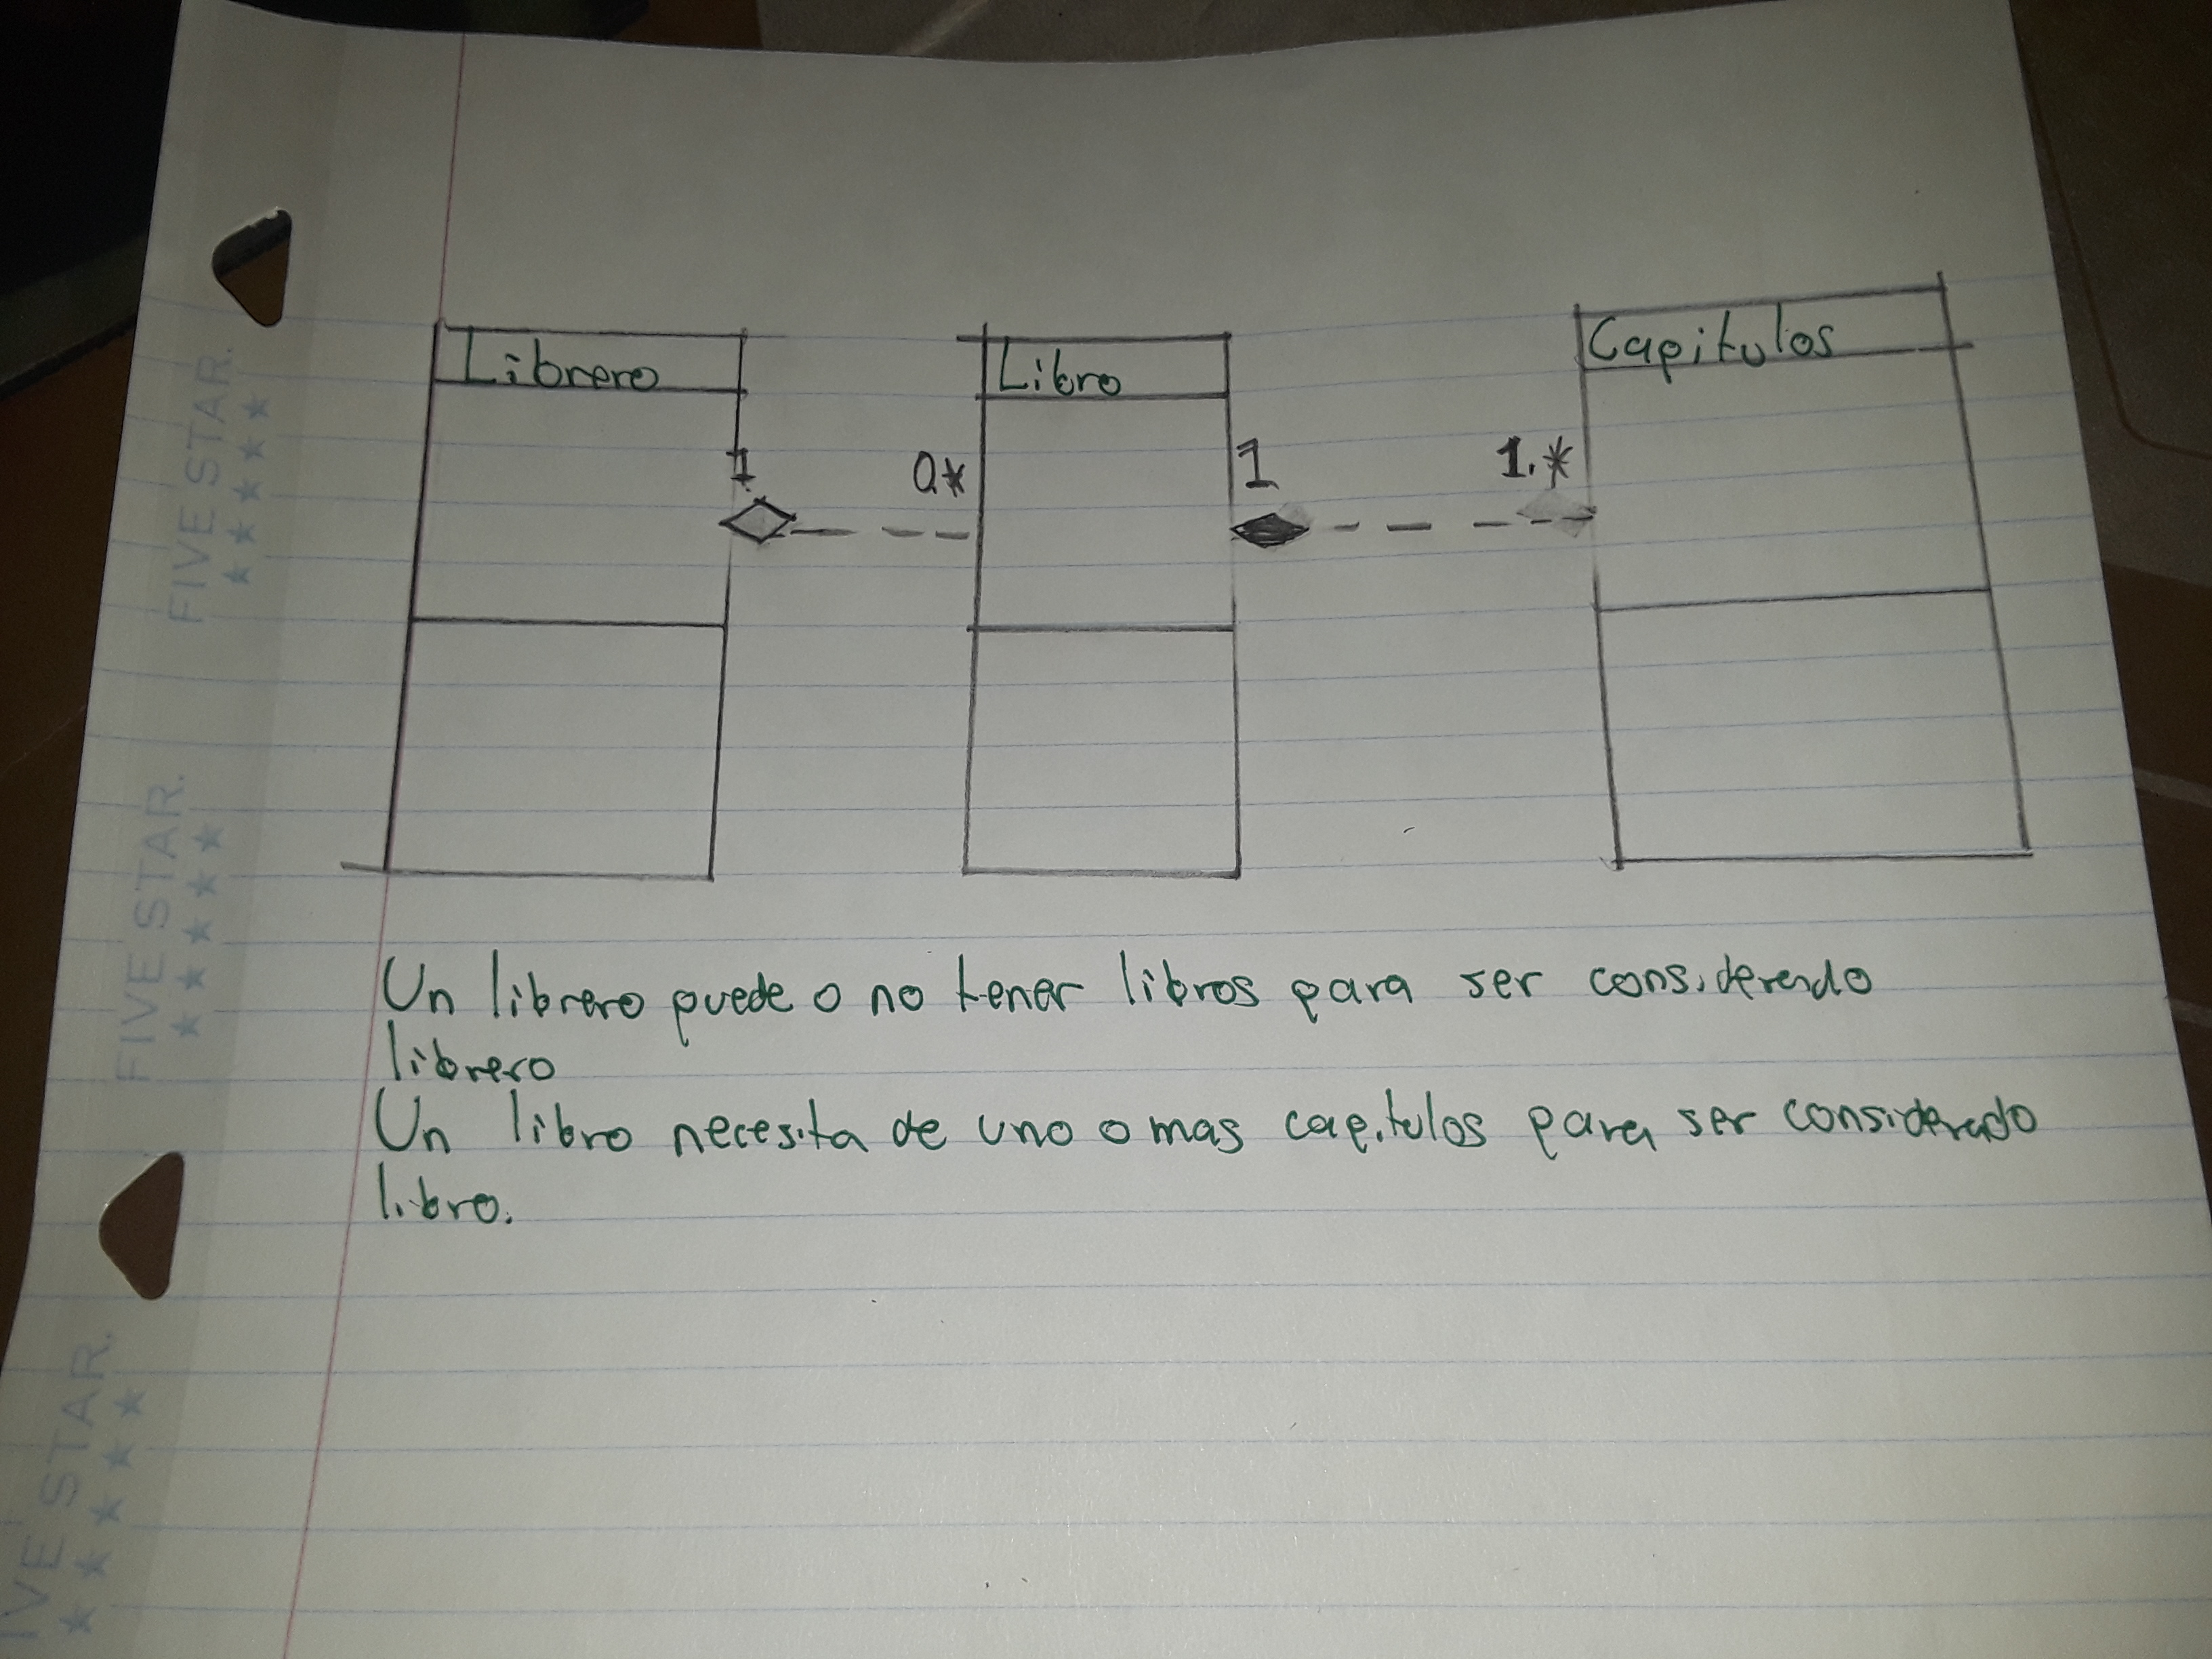 Librero
Libro
Capitulos
1
0*
1
1.*
Un librero puede o no tener libros para ser considerado
librero
Un libro necesita de uno o mas capitulos para ser considerado
libro.
FIVE STAR.
FIVE STAR.
IVE STAR.